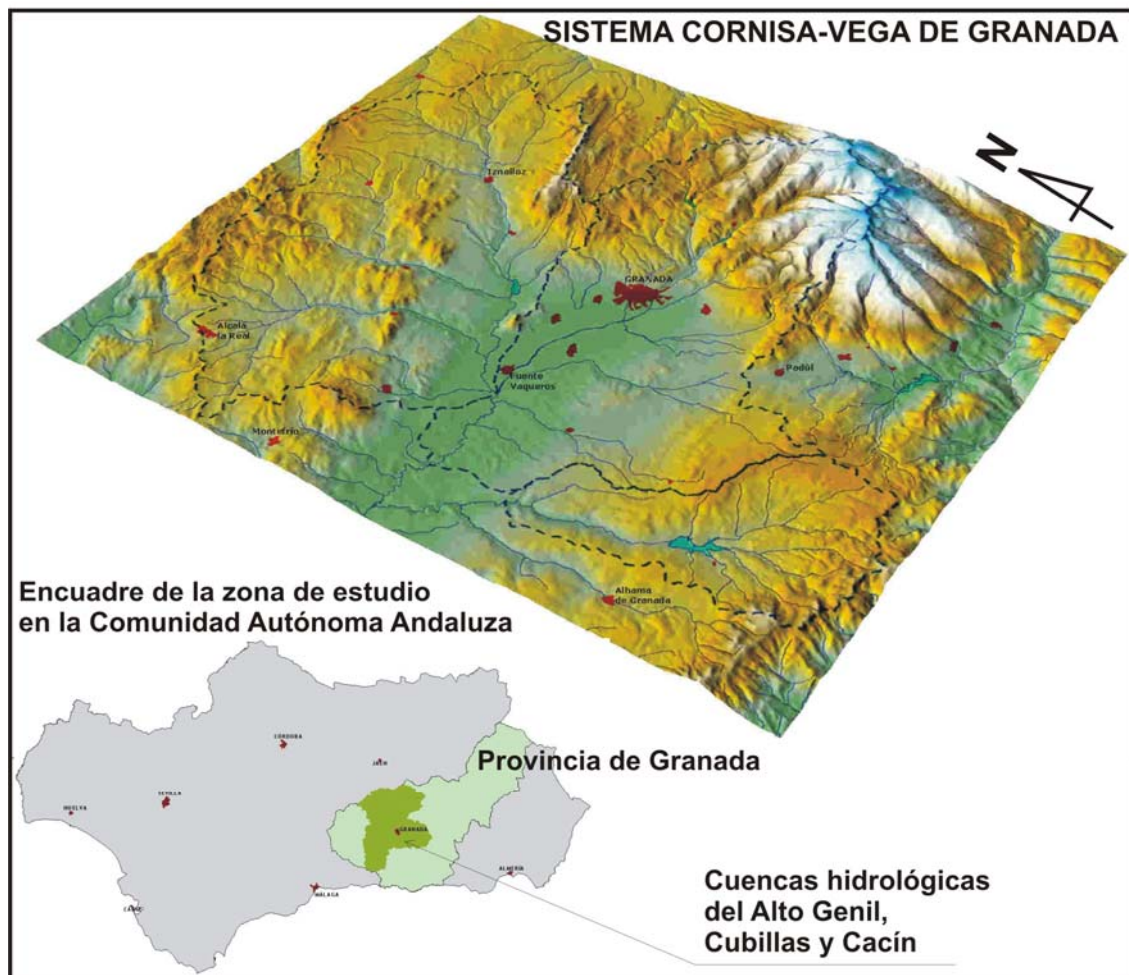 SISTEMA CORNISA-VEGA DE GRANADA
N
Iznalloz
GRANADA
Alcalá
la Real
Fuente
Vaqueros
Padúl
Montefrío
Alhama
de Granada
Encuadre de la zona de estudio
en la Comunidad Autónoma Andaluza
Provincia de Granada
CÓRDOBA
JAÉN
SEVILLA
HUELVA
GRANADA
ALMERÍA
MÁLAGA
CÁDIZ
Cuencas hidrológicas
del Alto Genil,
Cubillas y Cacín